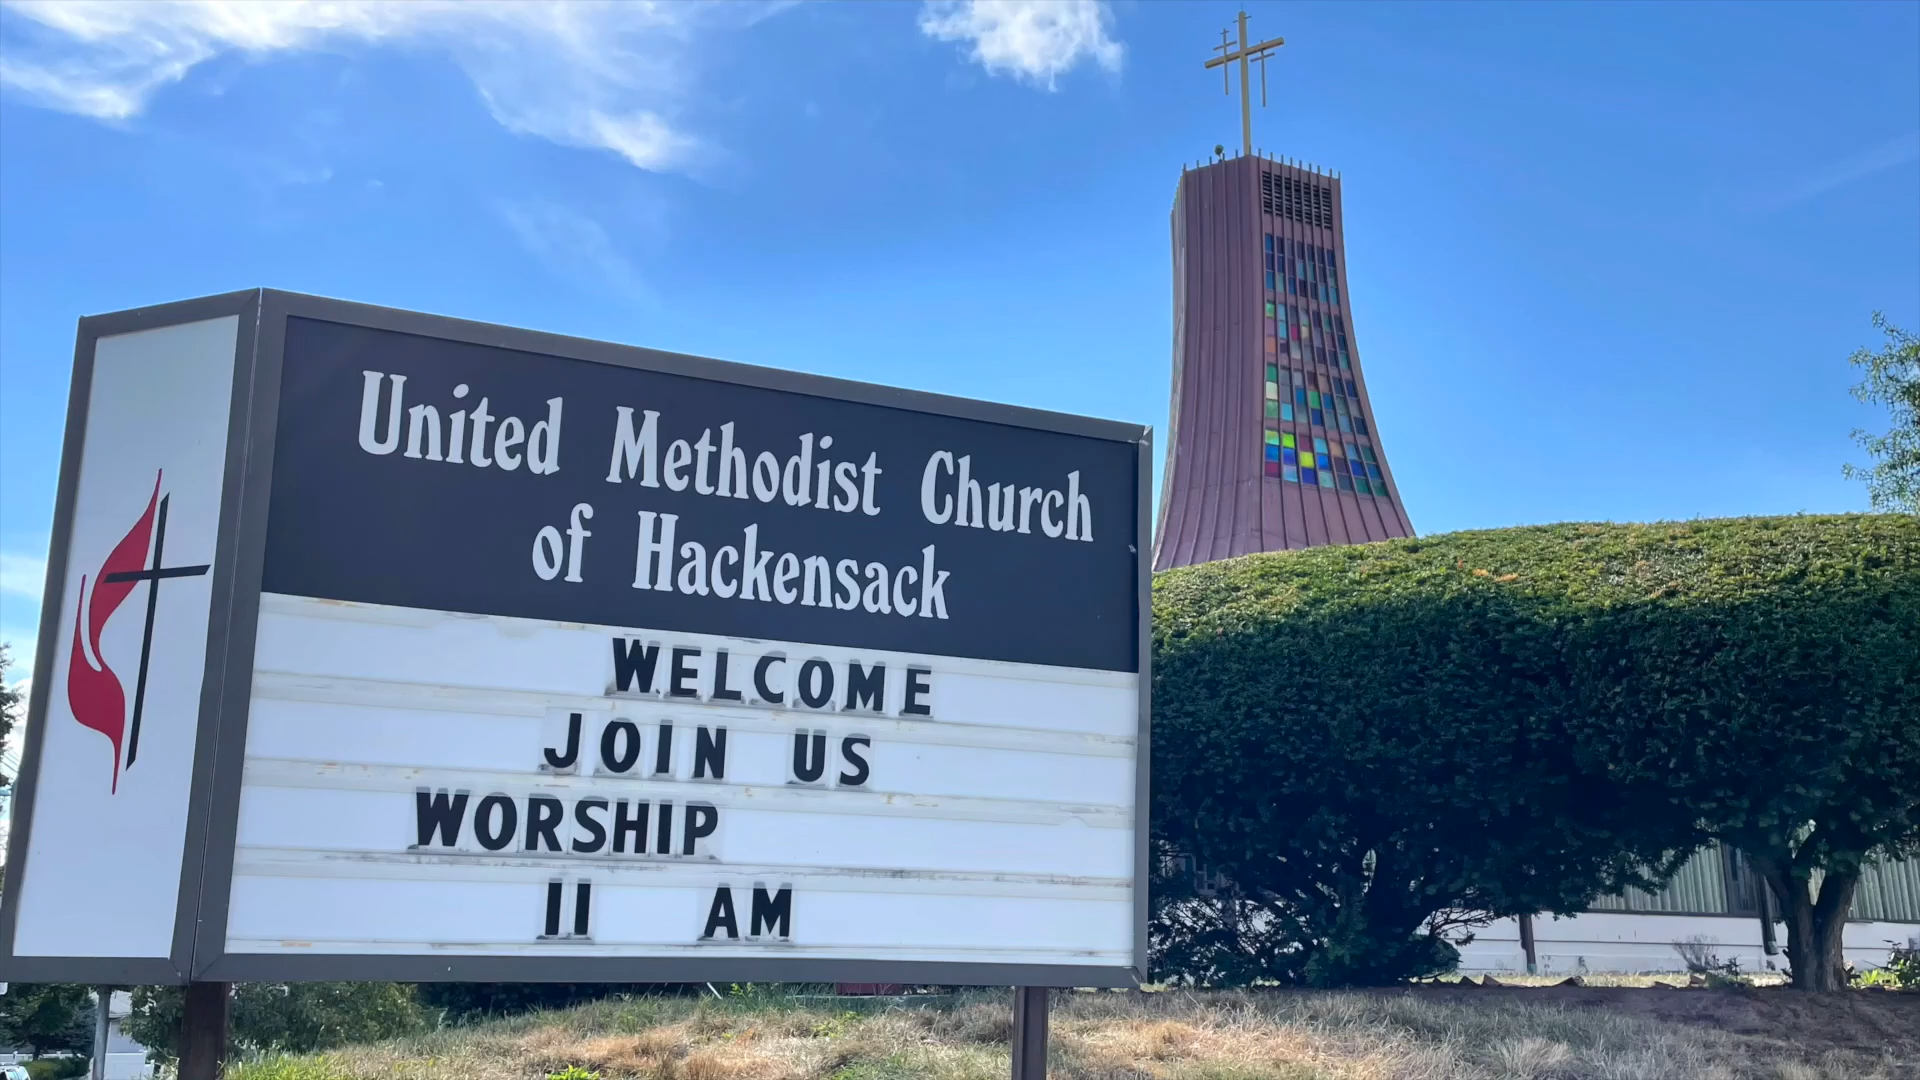 United Methodist Church
of Hackensack
WELCOME
JOIN US
WORSHIP
11 AM